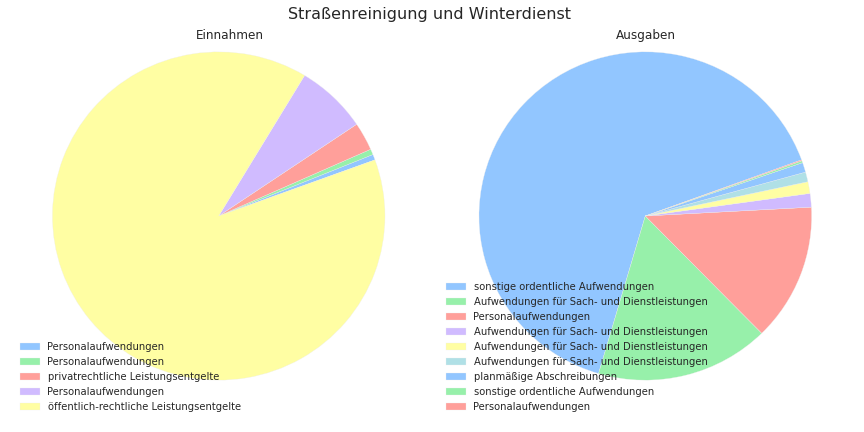 Straßenreinigung und Winterdienst
Einnahmen
Personalaufwendungen
Personalaufwendungen
privatrechtliche Leistungsentgelte
Personalaufwendungen
öffentlich-rechtliche Leistungsentgelte
Ausgaben
sonstige ordentliche Aufwendungen
Aufwendungen für Sach- und Dienstleistungen
Personalaufwendungen
Aufwendungen für Sach- und Dienstleistungen
Aufwendungen für Sach- und Dienstleistungen
Aufwendungen für Sach- und Dienstleistungen
planmäßige Abschreibungen
sonstige ordentliche Aufwendungen
Personalaufwendungen